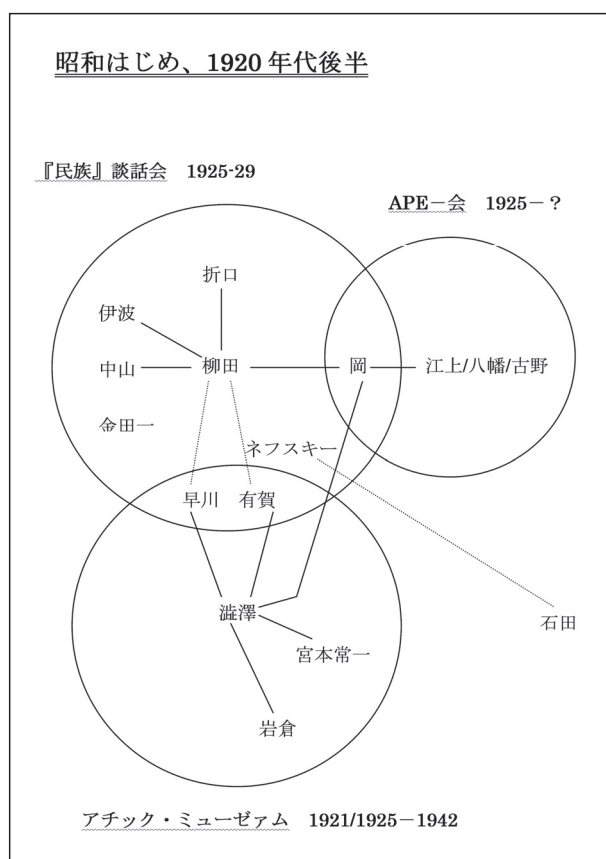 昭和はじめ、1920年代後半
『民族』談話会 1925-29
APE－会 1925－？
折口
伊波
中山
柳田
岡
江上/八幡/古野
金田一
ネフスキー
早川
有賀
澁澤
石田
宮本常一
岩倉
アチック・ミューゼァム 1921/1925－1942